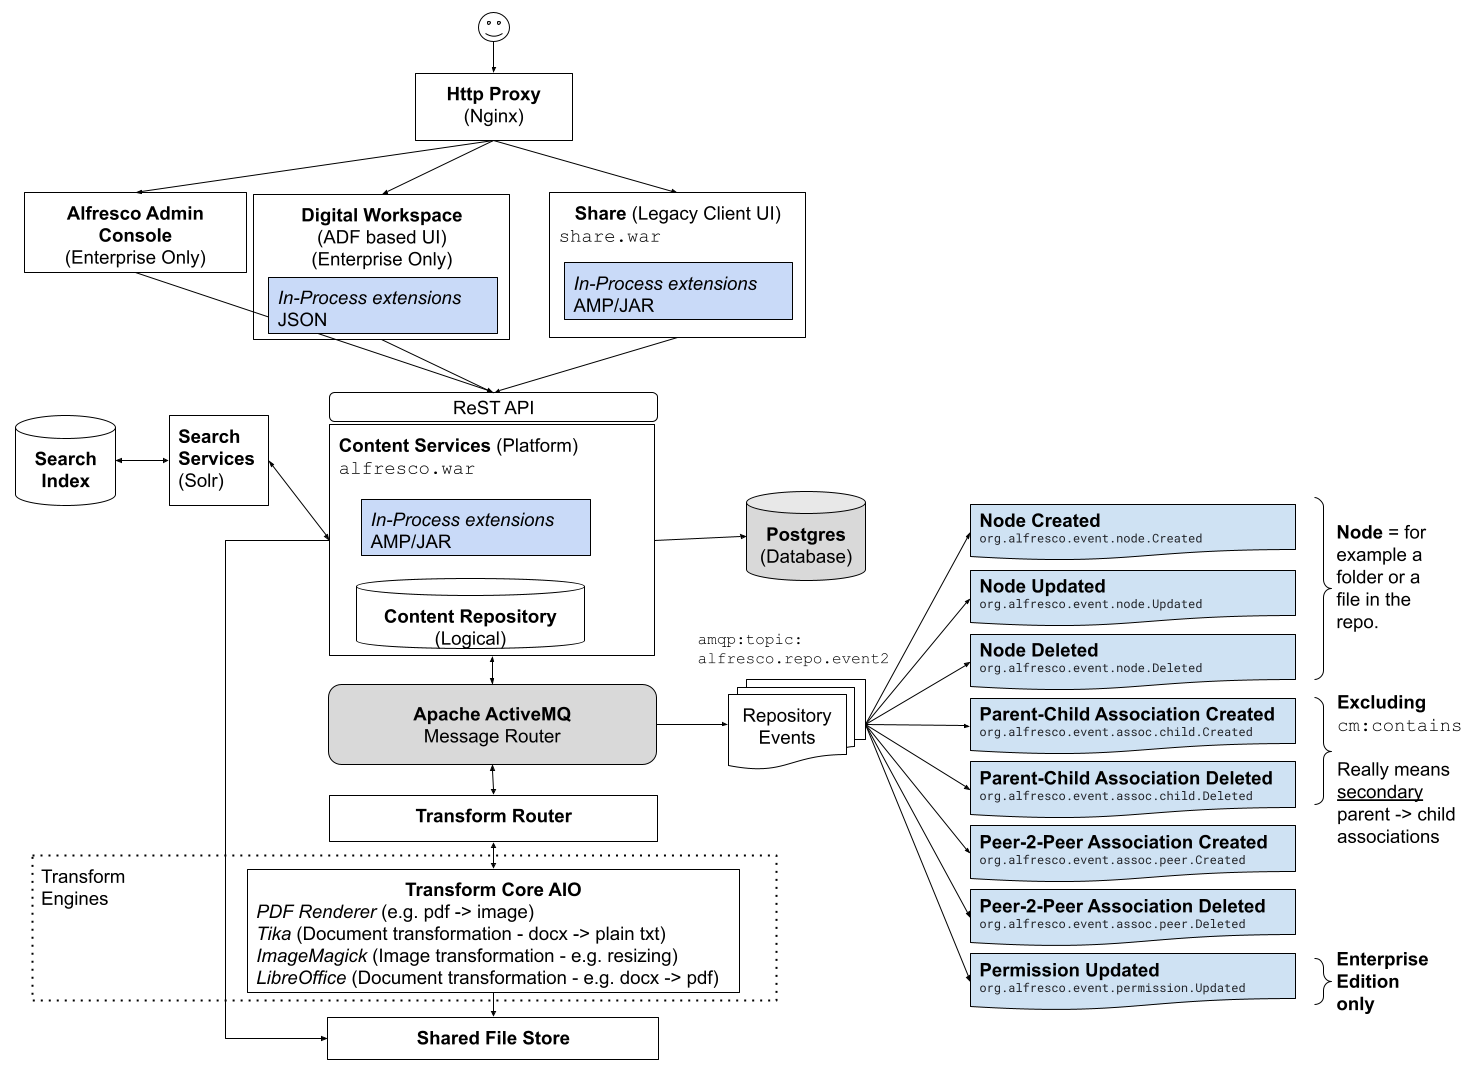 Http Proxy
(Nginx)
Alfresco Admin
Console
(Enterprise Only)
Digital Workspace
(ADF based UI)
(Enterprise Only)
In-Process extensions
JSON
Share (Legacy Client UI)
share.war
In-Process extensions
AMP/JAR
ReST API
Search
Index
Search
Services
(Solr)
Content Services (Platform)
alfresco.war
In-Process extensions
AMP/JAR
Content Repository
(Logical)
Postgres
(Database)
Apache ActiveMQ
Message Router
amqp:topic:
alfresco.repo.event2
Repository
Events
Transform Router
Transform
Engines
Transform Core AIO
PDF Renderer (e.g. pdf -> image)
Tika (Document transformation - docx -> plain txt)
ImageMagick (Image transformation - e.g. resizing)
LibreOffice (Document transformation - e.g. docx -> pdf)
Shared File Store
Node Created
org.alfresco.event.node.Created
Node Updated
org.alfresco.event.node.Updated
Node Deleted
org.alfresco.event.node.Deleted
Parent-Child Association Created
org.alfresco.event.assoc.child.Created
Parent-Child Association Deleted
org.alfresco.event.assoc.child.Deleted
Peer-2-Peer Association Created
org.alfresco.event.assoc.peer.Created
Peer-2-Peer Association Deleted
org.alfresco.event.assoc.peer.Deleted
Permission Updated
org.alfresco.event.permission.Updated
Node = for
example a
folder or a
file in the
repo.
Excluding
cm:contains
Really means
secondary
parent -> child
associations
Enterprise
Edition
only